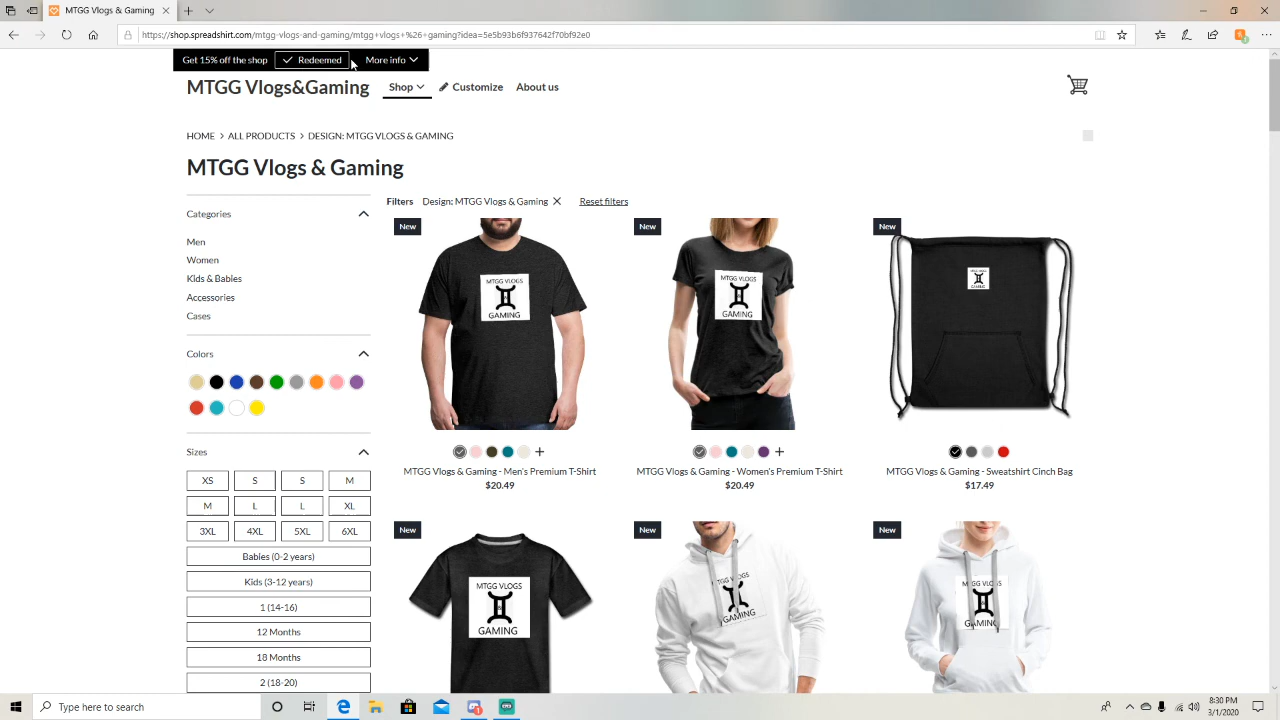 MTGG Vlogs & Gaming
https://shop.spreadshirt.com/mtgg-vlogs-and-gaming/mtgg+vlogs+%26+gaming?idea=5e5b93b6f937642f70bf92e0
Get 15% off the shop Redeemed More info
MTGG Vlogs&Gaming Shop Customize About us
HOME > ALL PRODUCTS > DESIGN: MTGG VLOGS & GAMING
MTGG Vlogs & Gaming
Filters Design: MTGG Vlogs & Gaming Reset filters
Categories
Men
Women
Kids & Babies
Accessories
Cases
Colors
Sizes
XS S S M
M L L XL
3XL 4XL 5XL 6XL
Babies (0-2 years)
Kids (3-12 years)
1 (14-16)
12 Months
18 Months
2 (18-20)
New
MTGG VLOGS
GAMING
MTGG Vlogs & Gaming - Men's Premium T-Shirt
$20.49
New
MTGG VLOGS
GAMING
MTGG Vlogs & Gaming - Women's Premium T-Shirt
$20.49
New
MTGG Vlogs & Gaming - Sweatshirt Cinch Bag
$17.49
New
MTGG VLOGS
GAMING
New
GAMING
New
MTGG VLOGS
GAMING
Type here to search
8:30 PM
3/1/2020